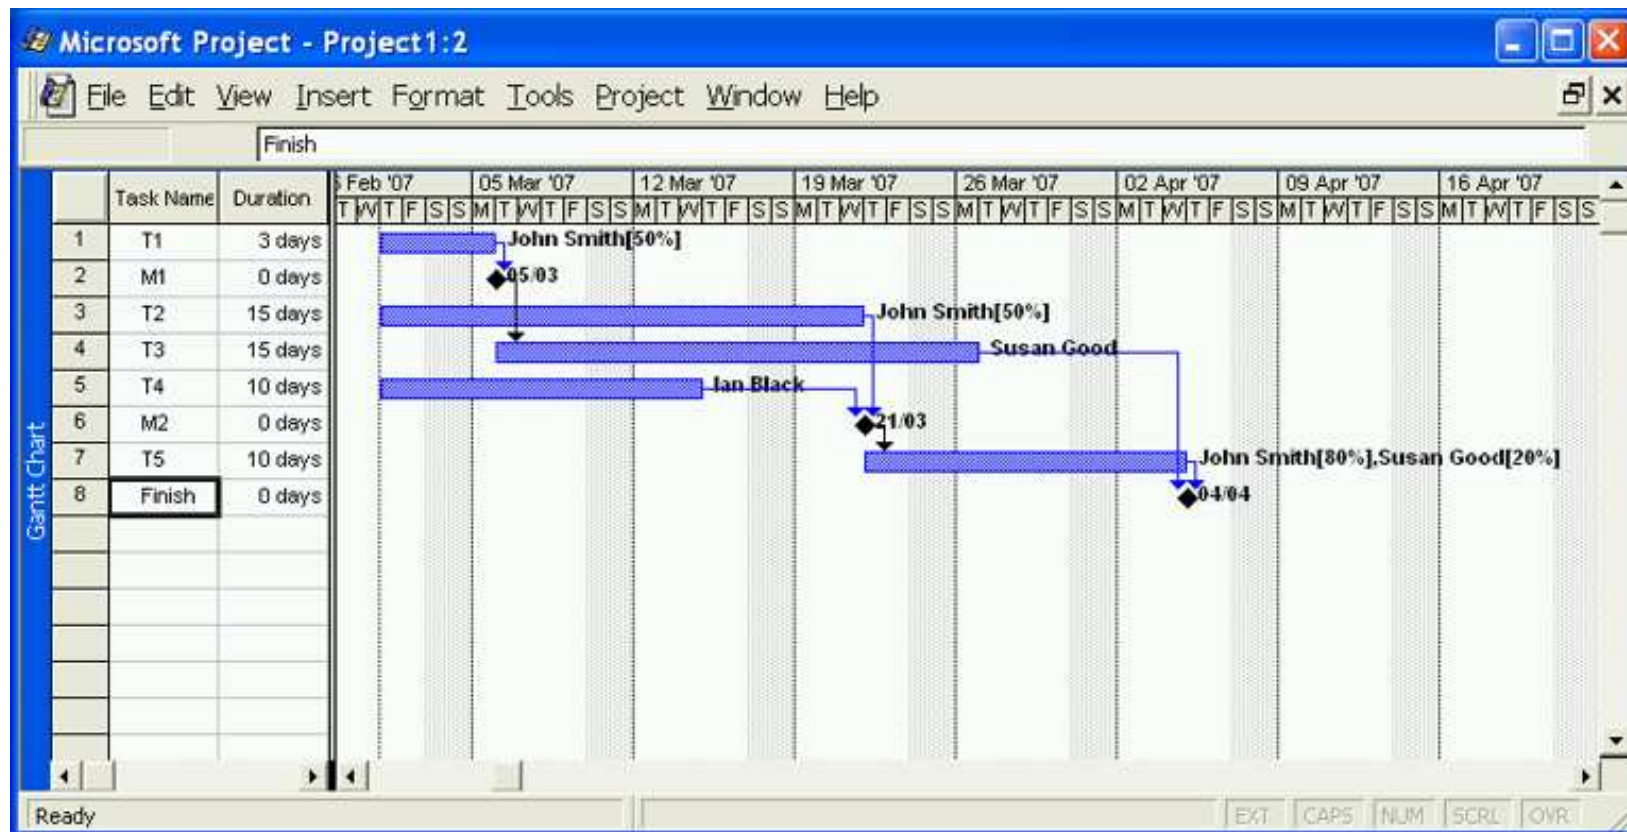 Microsoft Project - Project1:2
File Edit View Insert Format Tools Project Window Help
Finish
Task Name Duration Feb '07 05 Mar '07 12 Mar '07 19 Mar '07 26 Mar '07 02 Apr '07 09 Apr '07 16 Apr '07
T W T F S S M T W T F S S M T W T F S S M T W T F S S M T W T F S S M T W T F S S M T W T F S S M T W T F S S
1 T1 3 days John Smith[50%]
2 M1 0 days 05/03
3 T2 15 days John Smith[50%]
4 T3 15 days Susan Good
5 T4 10 days Ian Black
6 M2 0 days 21/03
7 T5 10 days John Smith[80%],Susan Good[20%]
8 Finish 0 days 04/04
Gantt Chart
Ready EXT CAPS NUM SCRL OVR